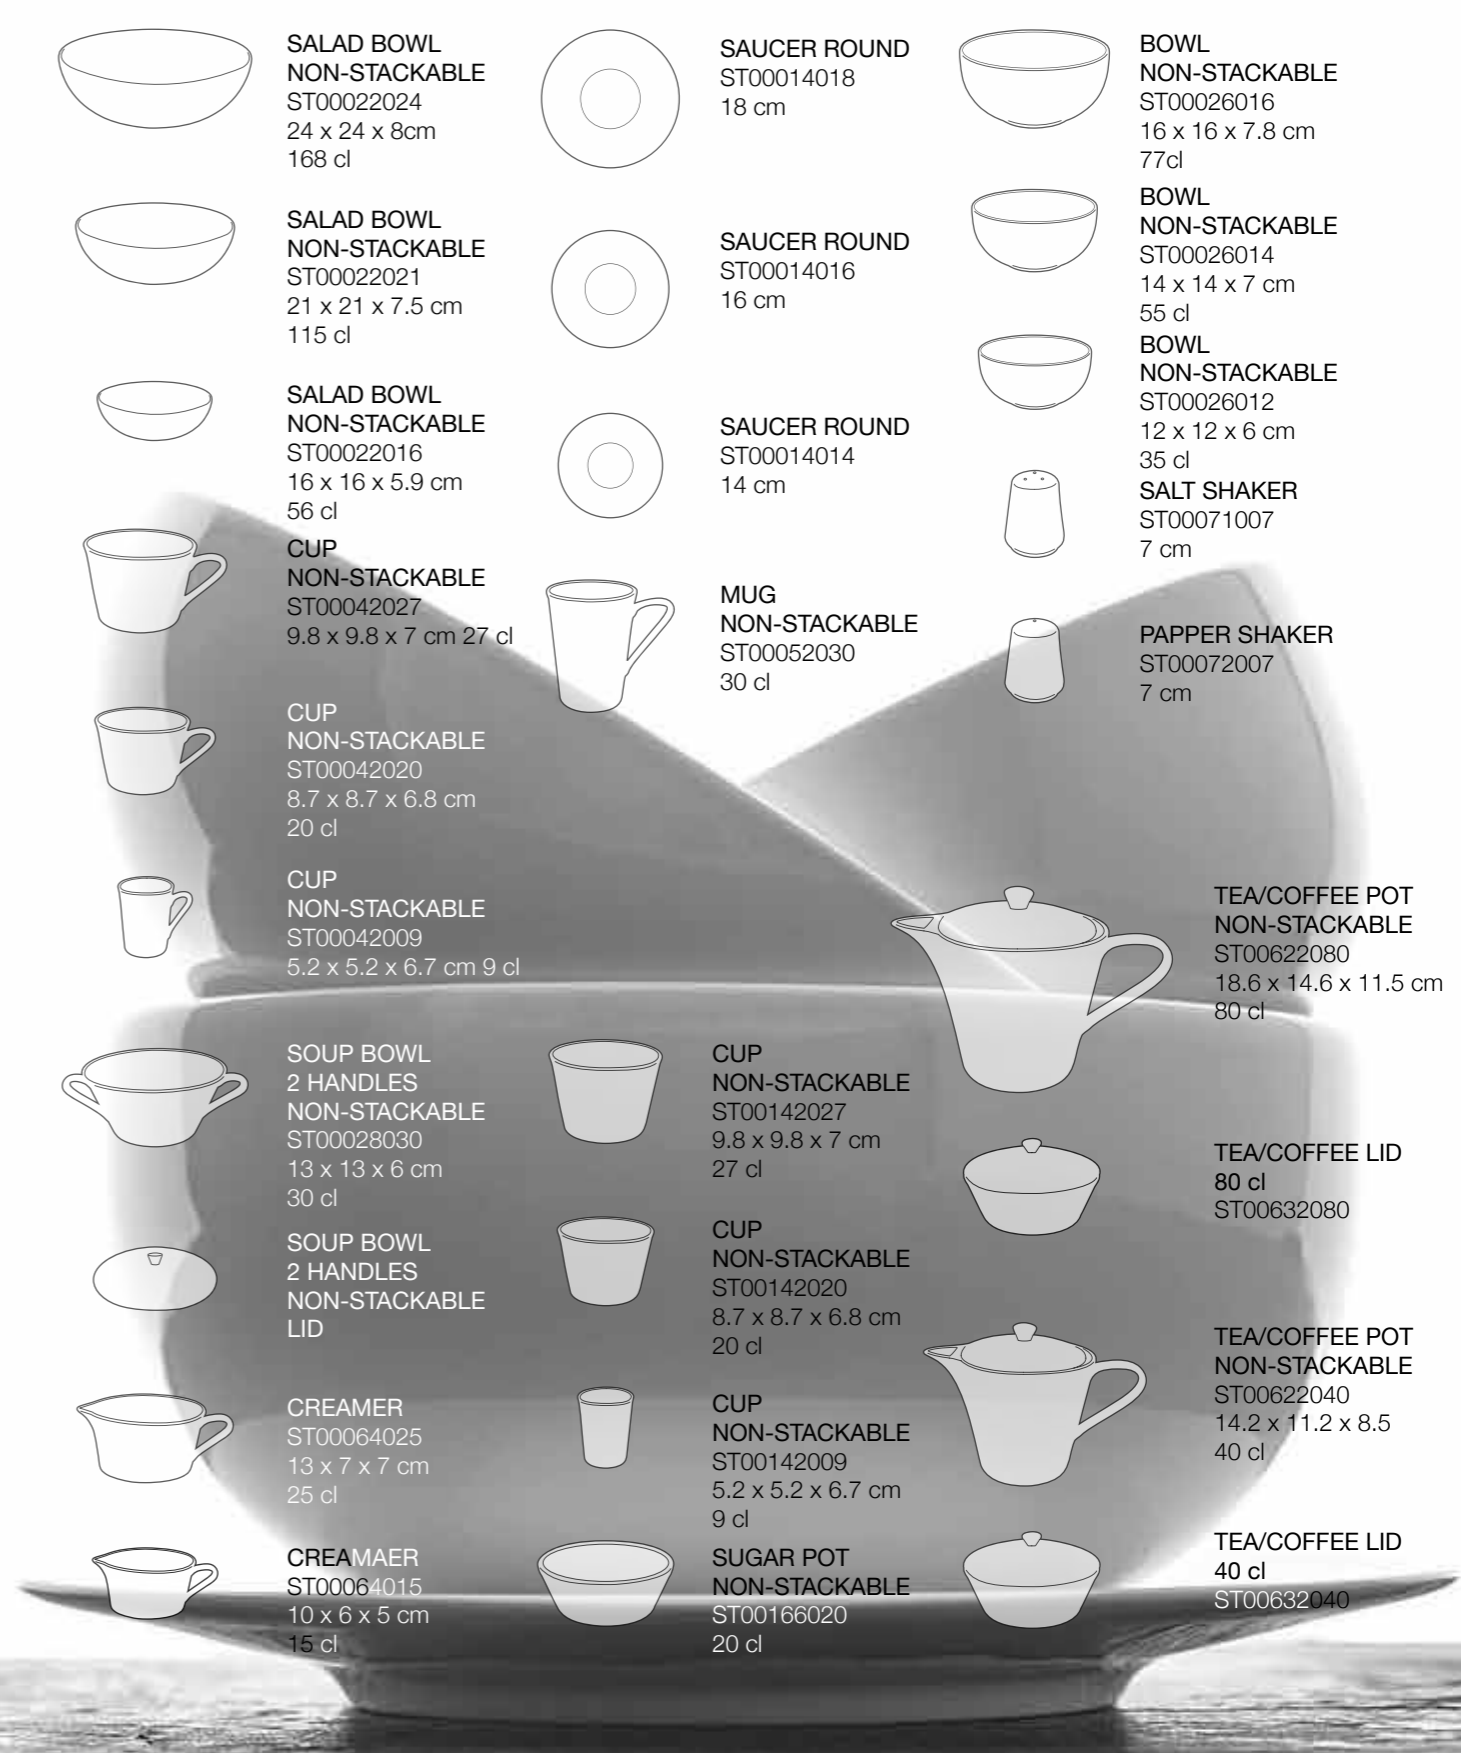 SALAD BOWL
NON-STACKABLE
ST00022024
24 x 24 x 8cm
168 cl
SALAD BOWL
NON-STACKABLE
ST00022021
21 x 21 x 7.5 cm
115 cl
SALAD BOWL
NON-STACKABLE
ST00022016
16 x 16 x 5.9 cm
56 cl
CUP
NON-STACKABLE
ST00042027
9.8 x 9.8 x 7 cm 27 cl
CUP
NON-STACKABLE
ST00042020
8.7 x 8.7 x 6.8 cm
20 cl
CUP
NON-STACKABLE
ST00042009
5.2 x 5.2 x 6.7 cm 9 cl
SOUP BOWL
2 HANDLES
NON-STACKABLE
ST00028030
13 x 13 x 6 cm
30 cl
SOUP BOWL
2 HANDLES
NON-STACKABLE
LID
CREAMER
ST00064025
13 x 7 x 7 cm
25 cl
CREAMAER
ST00064015
10 x 6 x 5 cm
15 cl
SAUCER ROUND
ST00014018
18 cm
SAUCER ROUND
ST00014016
16 cm
SAUCER ROUND
ST00014014
14 cm
MUG
NON-STACKABLE
ST00052030
30 cl
CUP
NON-STACKABLE
ST00142027
9.8 x 9.8 x 7 cm
27 cl
CUP
NON-STACKABLE
ST00142020
8.7 x 8.7 x 6.8 cm
20 cl
CUP
NON-STACKABLE
ST00142009
5.2 x 5.2 x 6.7 cm
9 cl
SUGAR POT
NON-STACKABLE
ST00166020
20 cl
BOWL
NON-STACKABLE
ST00026016
16 x 16 x 7.8 cm
77cl
BOWL
NON-STACKABLE
ST00026014
14 x 14 x 7 cm
55 cl
BOWL
NON-STACKABLE
ST00026012
12 x 12 x 6 cm
35 cl
SALT SHAKER
ST00071007
7 cm
PAPPER SHAKER
ST00072007
7 cm
TEA/COFFEE POT
NON-STACKABLE
ST00622080
18.6 x 14.6 x 11.5 cm
80 cl
TEA/COFFEE LID
80 cl
ST00632080
TEA/COFFEE POT
NON-STACKABLE
ST00622040
14.2 x 11.2 x 8.5
40 cl
TEA/COFFEE LID
40 cl
ST00632040